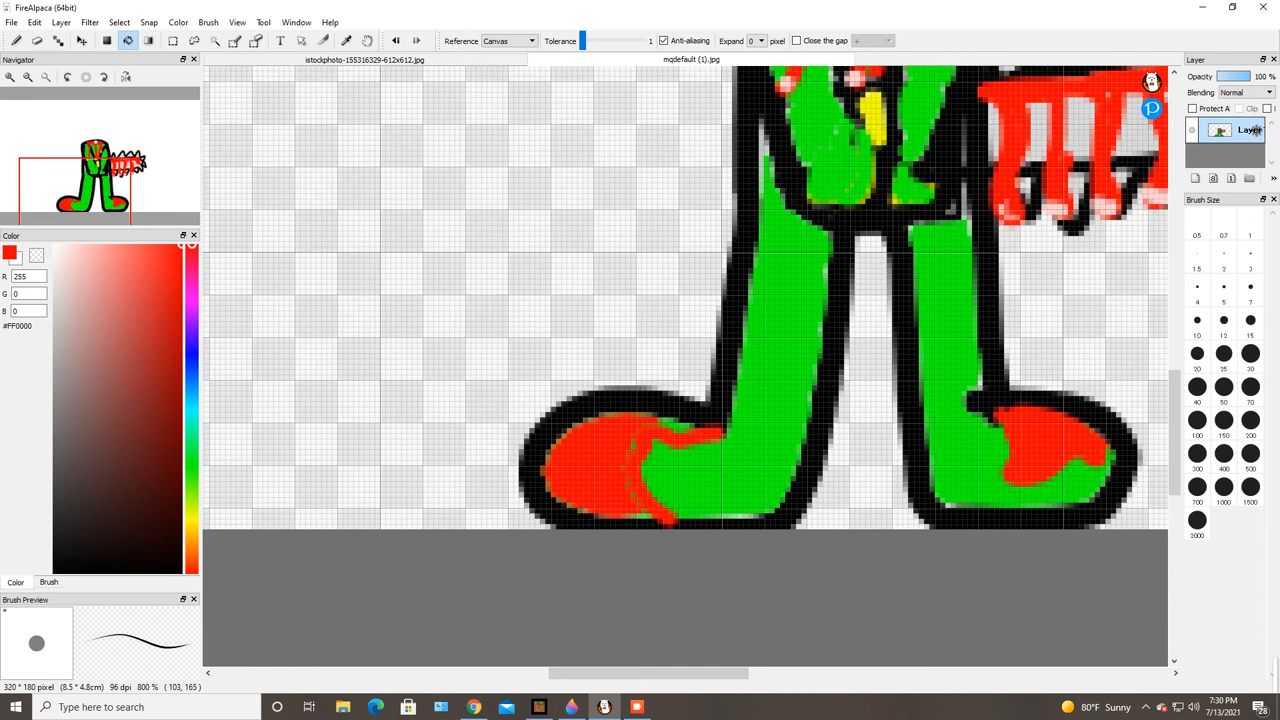 FireAlpaca (64bit)
File Edit Layer Filter Select Snap Color Brush View Tool Window Help
Reference Canvas Tolerance 1 Anti-aliasing Expand 0 pixel Close the gap
Navigator
istockphoto-155316329-612x612.jpg
mqdefault (1).jpg
Layer
Opacity 100 %
Blending Normal
Protect A Clip
Layer
Brush Size
0.5 0.7 1
1.5 2 3
4 5 7
10 12 15
20 25 30
40 50 70
100 150 200
300 400 500
700 1000 1500
2000
Color
R 255
G 0
B 0
#FF0000
Color Brush
Brush Preview
320 * 180 pixel (8.5 * 4.8cm) 96 dpi 800 % ( 103, 165 )
Type here to search
80°F Sunny
7:30 PM
7/13/2021